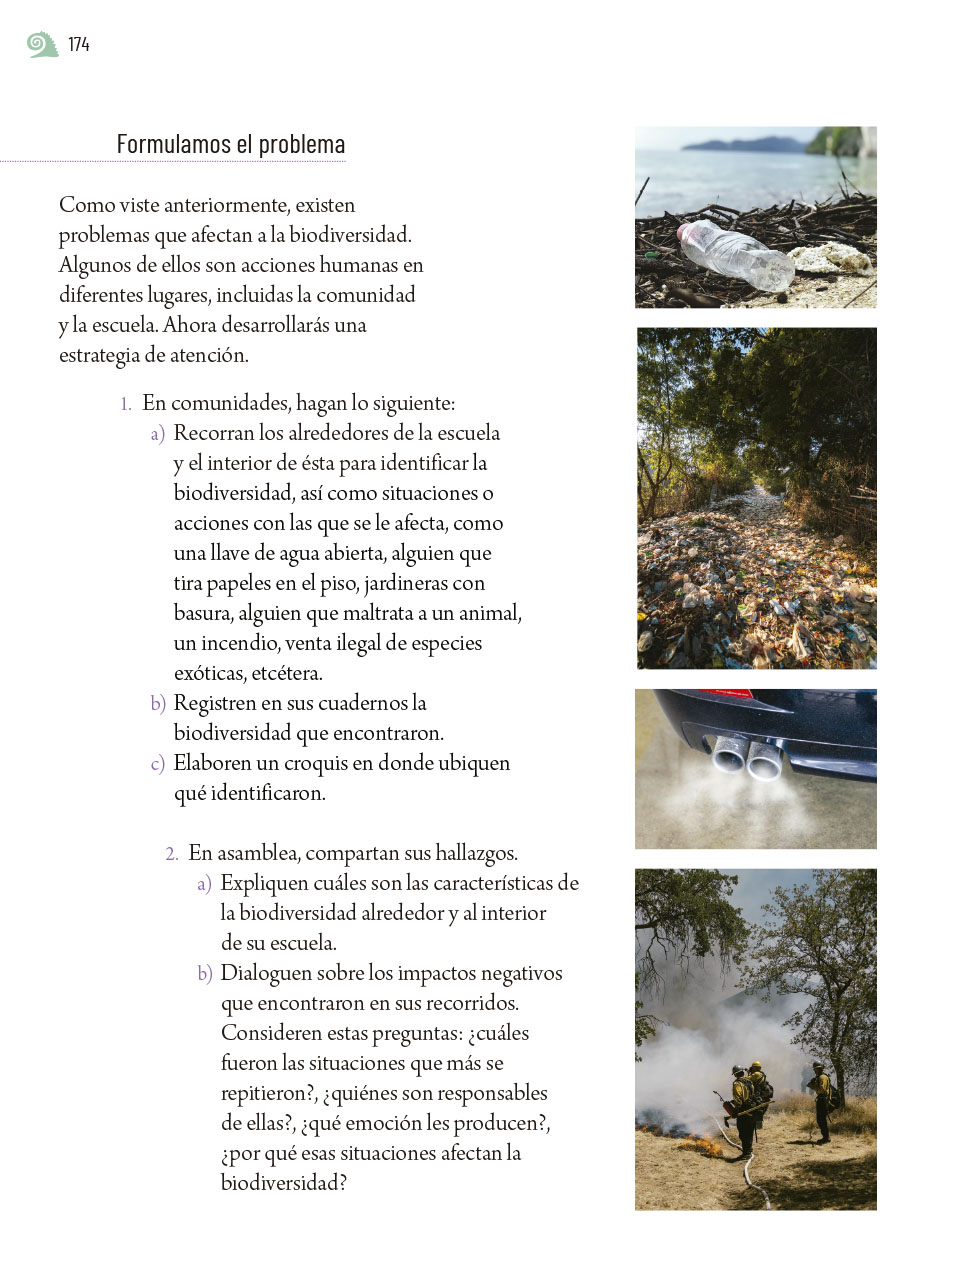 174
Formulamos el problema
Como viste anteriormente, existen
problemas que afectan a la biodiversidad.
Algunos de ellos son acciones humanas en
diferentes lugares, incluidas la comunidad
y la escuela. Ahora desarrollarás una
estrategia de atención.
1. En comunidades, hagan lo siguiente:
a) Recorran los alrededores de la escuela
y el interior de ésta para identificar la
biodiversidad, así como situaciones o
acciones con las que se le afecta, como
una llave de agua abierta, alguien que
tira papeles en el piso, jardineras con
basura, alguien que maltrata a un animal,
un incendio, venta ilegal de especies
exóticas, etcétera.
b) Registren en sus cuadernos la
biodiversidad que encontraron.
c) Elaboren un croquis en donde ubiquen
qué identificaron.
2. En asamblea, compartan sus hallazgos.
a) Expliquen cuáles son las características de
la biodiversidad alrededor y al interior
de su escuela.
b) Dialoguen sobre los impactos negativos
que encontraron en sus recorridos.
Consideren estas preguntas: ¿cuáles
fueron las situaciones que más se
repitieron?, ¿quiénes son responsables
de ellas?, ¿qué emoción les producen?,
¿por qué esas situaciones afectan la
biodiversidad?